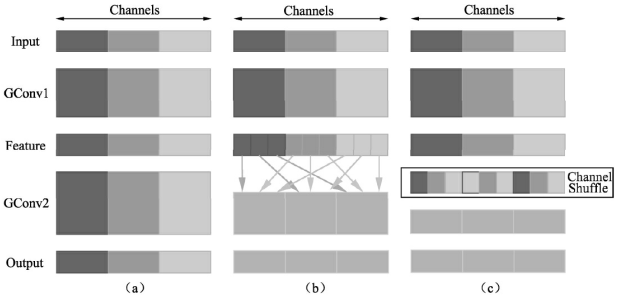 Channels Channels Channels
Input
GConv1
Feature
Channel
Shuffle
GConv2
Output
(a) (b) (c)